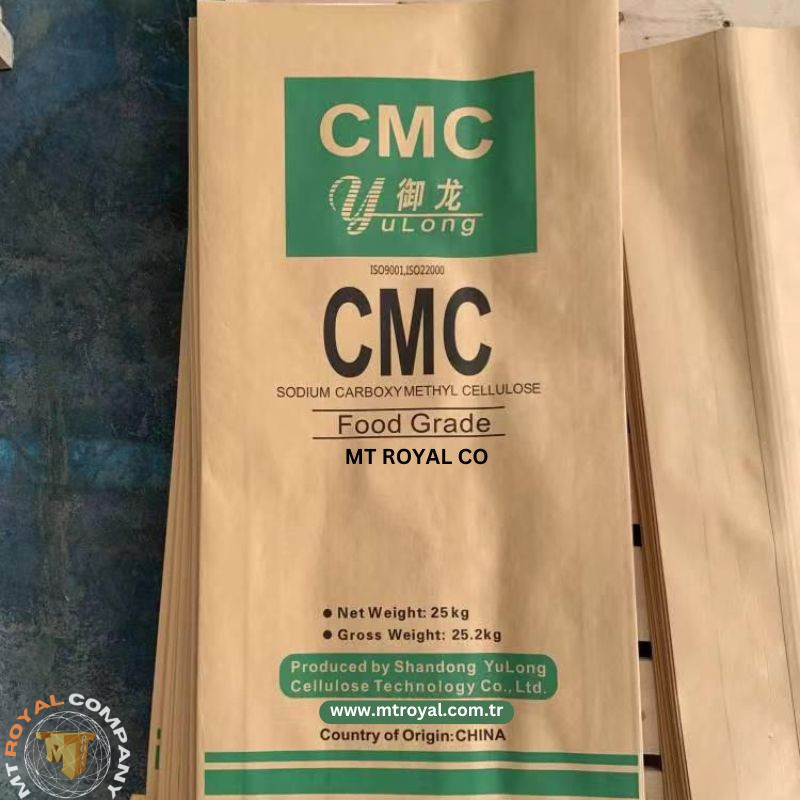 CMC
御龙
YuLong
ISO9001,ISO22000
CMC
SODIUM CARBOXYMETHYL CELLULOSE
Food Grade
MT ROYAL CO
● Net Weight: 25kg
● Gross Weight: 25.2kg
Produced by Shandong YuLong
Cellulose Technology Co., Ltd.
www.mtroyal.com.tr
Country of Origin:CHINA
MT ROYAL COMPANY
MT